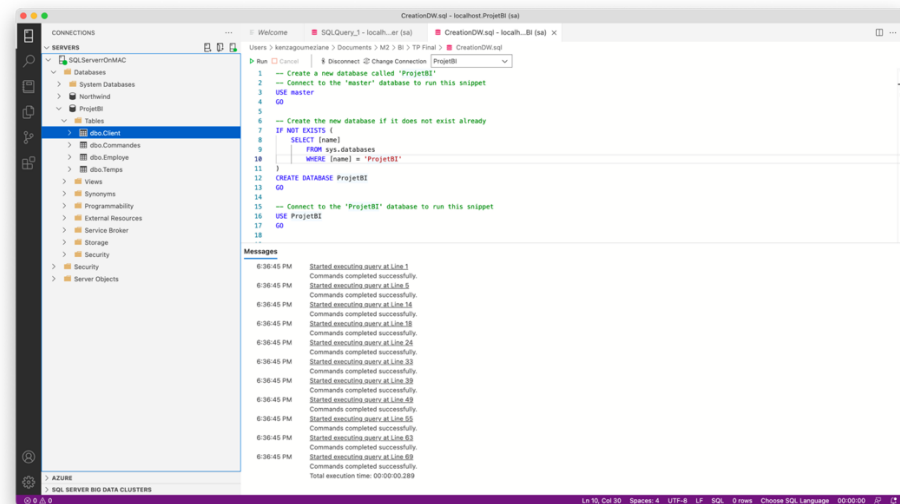 CreationDW.sql - localhost.ProjetBI (sa)
CONNECTIONS
SERVERS
SQLServerrOnMAC
Databases
System Databases
Northwind
ProjetBI
Tables
dbo.Client
dbo.Commandes
dbo.Employe
dbo.Temps
Views
Synonyms
Programmability
External Resources
Service Broker
Storage
Security
Security
Server Objects
AZURE
SQL SERVER BIG DATA CLUSTERS
Welcome
SQLQuery_1 - localh...er (sa)
CreationDW.sql - localh...BI (sa)
Users > kenzagoumeziane > Documents > M2 > BI > TP Final > CreationDW.sql
Run Cancel Disconnect Change Connection ProjetBI
1 -- Create a new database called 'ProjetBI'
2 -- Connect to the 'master' database to run this snippet
3 USE master
4 GO
5
6 -- Create the new database if it does not exist already
7 IF NOT EXISTS (
8 SELECT [name]
9 FROM sys.databases
10 WHERE [name] = 'ProjetBI'
11 )
12 CREATE DATABASE ProjetBI
13 GO
14
15 -- Connect to the 'ProjetBI' database to run this snippet
16 USE ProjetBI
17 GO
18
Messages
6:36:45 PM Started executing query at Line 1
Commands completed successfully.
6:36:45 PM Started executing query at Line 5
Commands completed successfully.
6:36:45 PM Started executing query at Line 14
Commands completed successfully.
6:36:45 PM Started executing query at Line 18
Commands completed successfully.
6:36:45 PM Started executing query at Line 24
Commands completed successfully.
6:36:45 PM Started executing query at Line 33
Commands completed successfully.
6:36:45 PM Started executing query at Line 39
Commands completed successfully.
6:36:45 PM Started executing query at Line 49
Commands completed successfully.
6:36:45 PM Started executing query at Line 55
Commands completed successfully.
6:36:45 PM Started executing query at Line 63
Commands completed successfully.
6:36:45 PM Started executing query at Line 69
Commands completed successfully.
Total execution time: 00:00:00.289
0 0 Ln 10, Col 30 Spaces: 4 UTF-8 LF SQL 0 rows Choose SQL Language 00:00:00